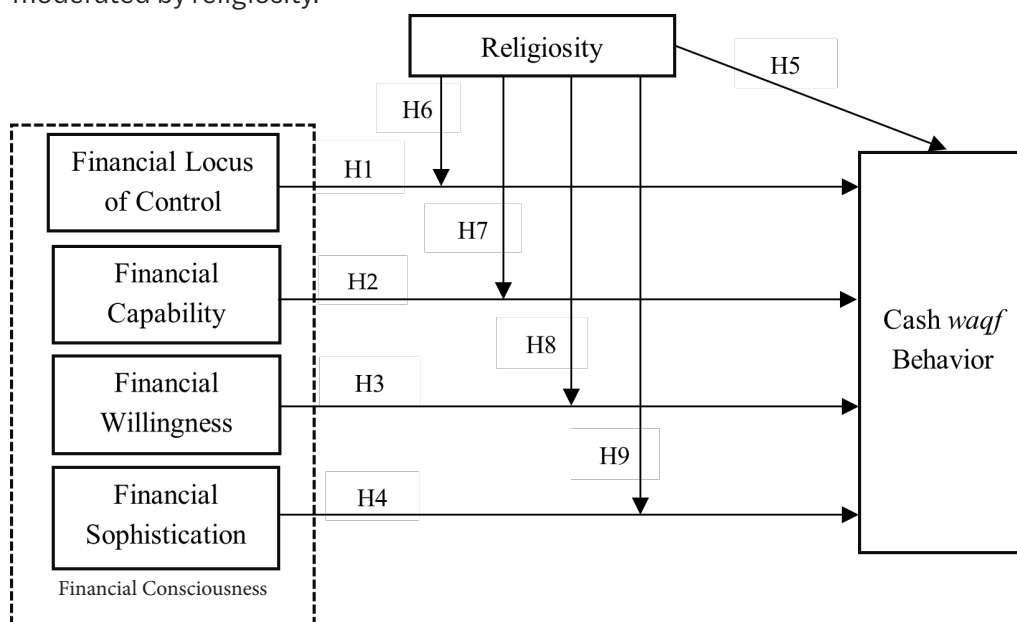 moderated by religiosity.
Religiosity
H5
H6
Financial Locus
of Control
H1
H7
Financial
Capability
H2
Cash waqf
Behavior
H8
Financial
Willingness
H3
H9
Financial
Sophistication
H4
Financial Consciousness